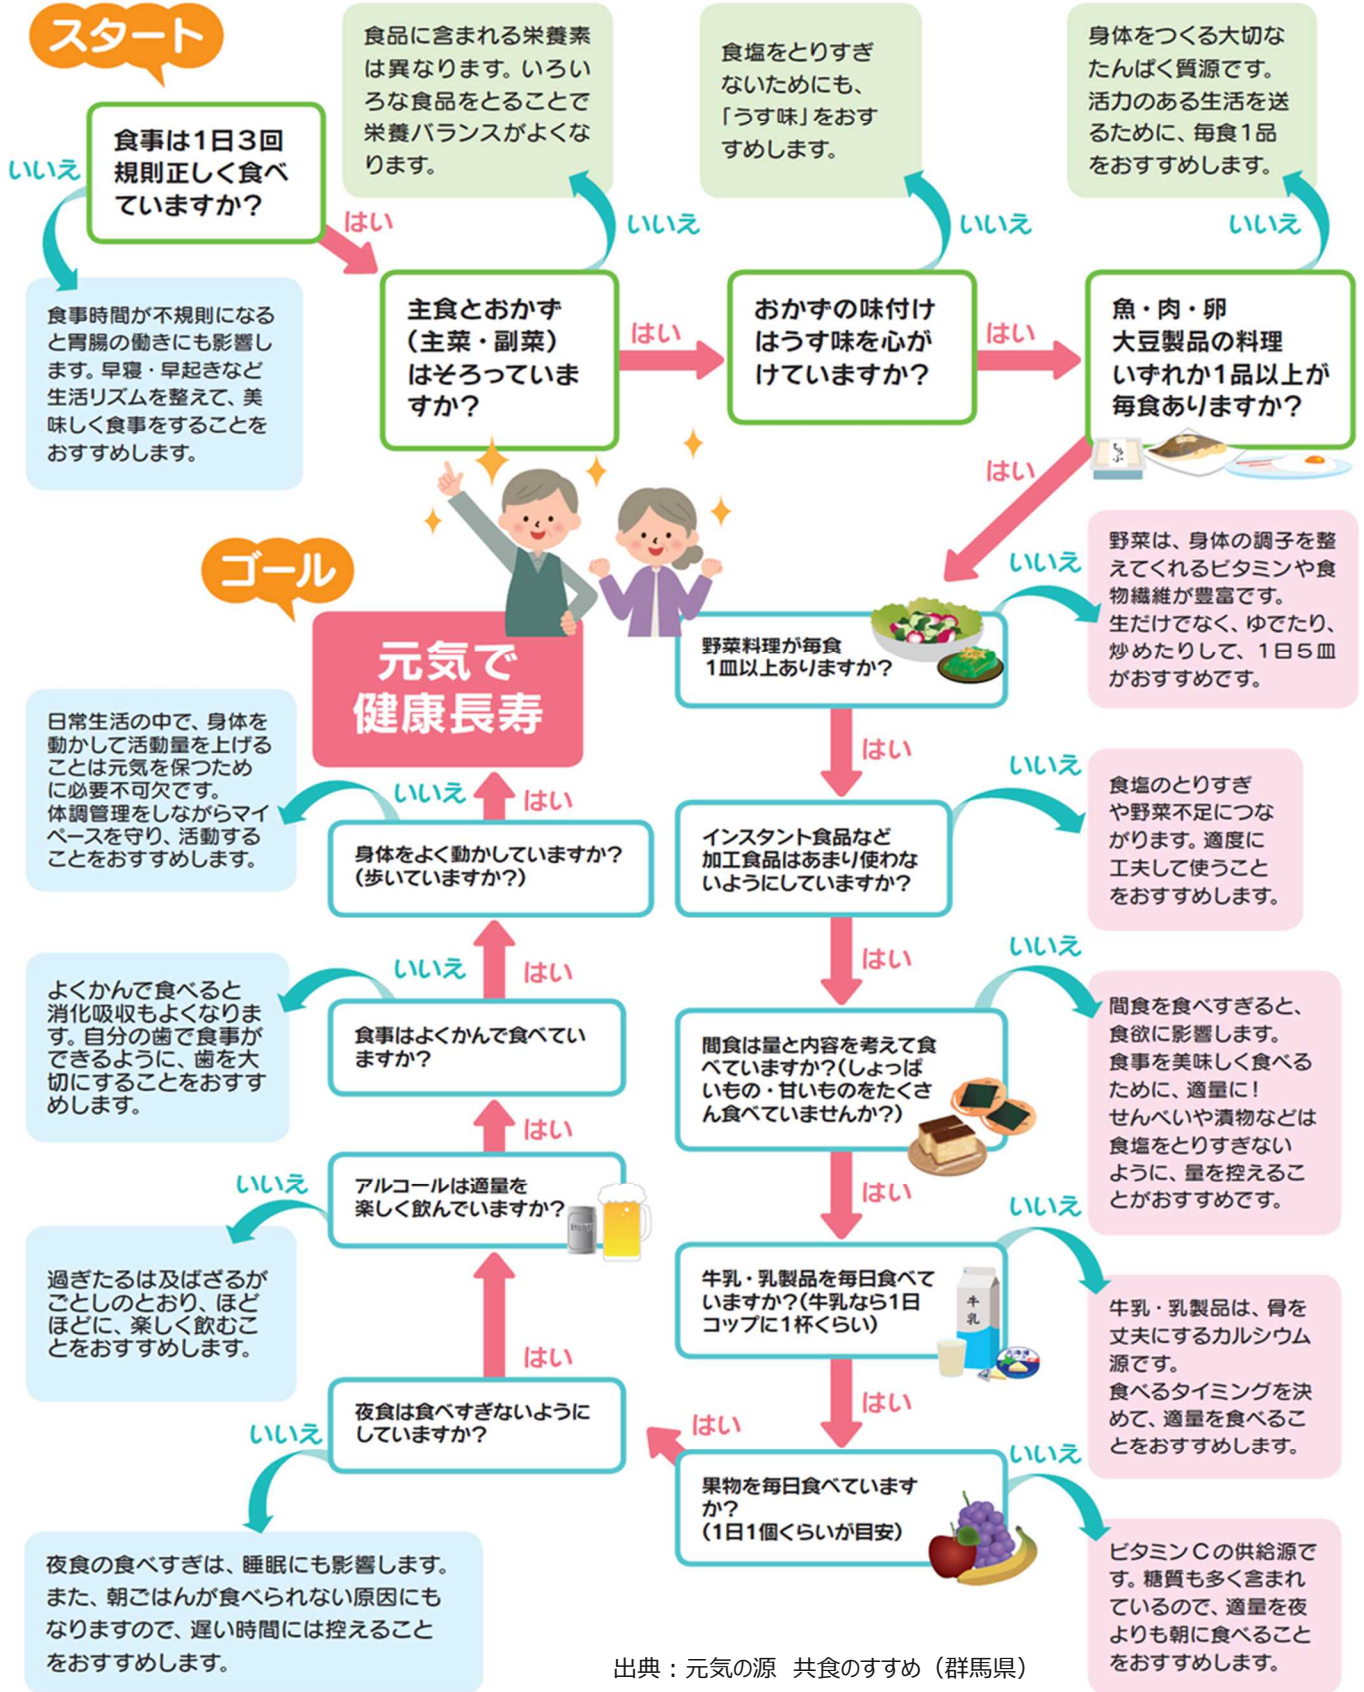 スタート
食事は1日3回
規則正しく食べ
ていますか?
いいえ
食事時間が不規則になる
と胃腸の働きにも影響し
ます。早寝・早起きなど
生活リズムを整えて、美
味しく食事をすることを
おすすめします。
はい
主食とおかず
(主菜・副菜)
はそろっていま
すか?
いいえ
食品に含まれる栄養素
は異なります。いろい
ろな食品をとることで
栄養バランスがよくな
ります。
はい
おかずの味付け
はうす味を心が
けていますか?
いいえ
食塩をとりすぎ
ないためにも、
「うす味」をおす
すめします。
はい
魚・肉・卵
大豆製品の料理
いずれか1品以上が
毎食ありますか?
とうふ
いいえ
身体をつくる大切な
たんぱく質源です。
活力のある生活を送
るために、毎食1品
をおすすめします。
はい
野菜料理が毎食
1皿以上ありますか?
いいえ
野菜は、身体の調子を整
えてくれるビタミンや食
物繊維が豊富です。
生だけでなく、ゆでたり、
炒めたりして、1日5皿
がおすすめです。
はい
インスタント食品など
加工食品はあまり使わな
いようにしていますか?
いいえ
食塩のとりすぎ
や野菜不足につな
がります。適度に
工夫して使うこと
をおすすめします。
はい
間食は量と内容を考えて食
べていますか?(しょっぱ
いもの・甘いものをたくさ
ん食べていませんか?)
いいえ
間食を食べすぎると、
食欲に影響します。
食事を美味しく食べる
ために、適量に!
せんべいや漬物などは
食塩をとりすぎない
ように、量を控えるこ
とがおすすめです。
はい
牛乳・乳製品を毎日食べて
いますか?(牛乳なら1日
コップに1杯くらい)
牛
乳
いいえ
牛乳・乳製品は、骨を
丈夫にするカルシウム
源です。
食べるタイミングを決
めて、適量を食べるこ
とをおすすめします。
はい
果物を毎日食べています
か?
(1日1個くらいが目安)
いいえ
ビタミンCの供給源で
す。糖質も多く含まれ
ているので、適量を夜
よりも朝に食べること
をおすすめします。
はい
夜食は食べすぎないように
していますか?
いいえ
夜食の食べすぎは、睡眠にも影響します。
また、朝ごはんが食べられない原因にも
なりますので、遅い時間には控えること
をおすすめします。
はい
アルコールは適量を
楽しく飲んでいますか?
いいえ
過ぎたるは及ばざるが
ごとしのとおり、ほど
ほどに、楽しく飲むこ
とをおすすめします。
はい
食事はよくかんで食べてい
ますか?
いいえ
よくかんで食べると
消化吸収もよくなりま
す。自分の歯で食事が
できるように、歯を大
切にすることをおすす
めします。
はい
身体をよく動かしていますか?
(歩いていますか?)
いいえ
日常生活の中で、身体を
動かして活動量を上げる
ことは元気を保つため
に必要不可欠です。
体調管理をしながらマイ
ペースを守り、活動する
ことをおすすめします。
はい
ゴール
元気で
健康長寿
出典:元気の源 共食のすすめ(群馬県)